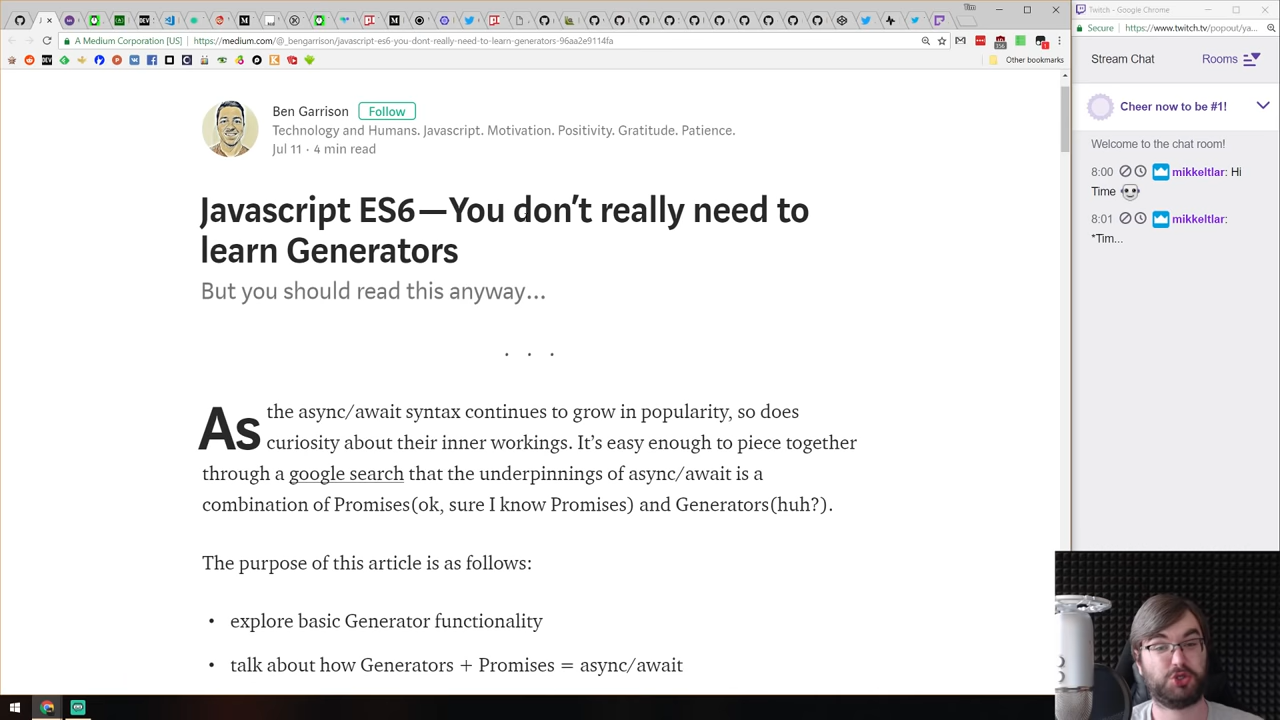 Tim
A Medium Corporation [US]
https://medium.com/@_bengarrison/javascript-es6-you-dont-really-need-to-learn-generators-96aa2e9114fa
Other bookmarks
Ben Garrison
Follow
Technology and Humans. Javascript. Motivation. Positivity. Gratitude. Patience.
Jul 11 · 4 min read
Javascript ES6 — You don't really need to
learn Generators
But you should read this anyway…
. . .
As the async/await syntax continues to grow in popularity, so does
curiosity about their inner workings. It's easy enough to piece together
through a google search that the underpinnings of async/await is a
combination of Promises(ok, sure I know Promises) and Generators(huh?).
The purpose of this article is as follows:
• explore basic Generator functionality
• talk about how Generators + Promises = async/await
Twitch - Google Chrome
Secure
https://www.twitch.tv/popout/ya...
Stream Chat
Rooms
Cheer now to be #1!
Welcome to the chat room!
8:00 mikkeltlar: Hi
Time
8:01 mikkeltlar:
*Tim...